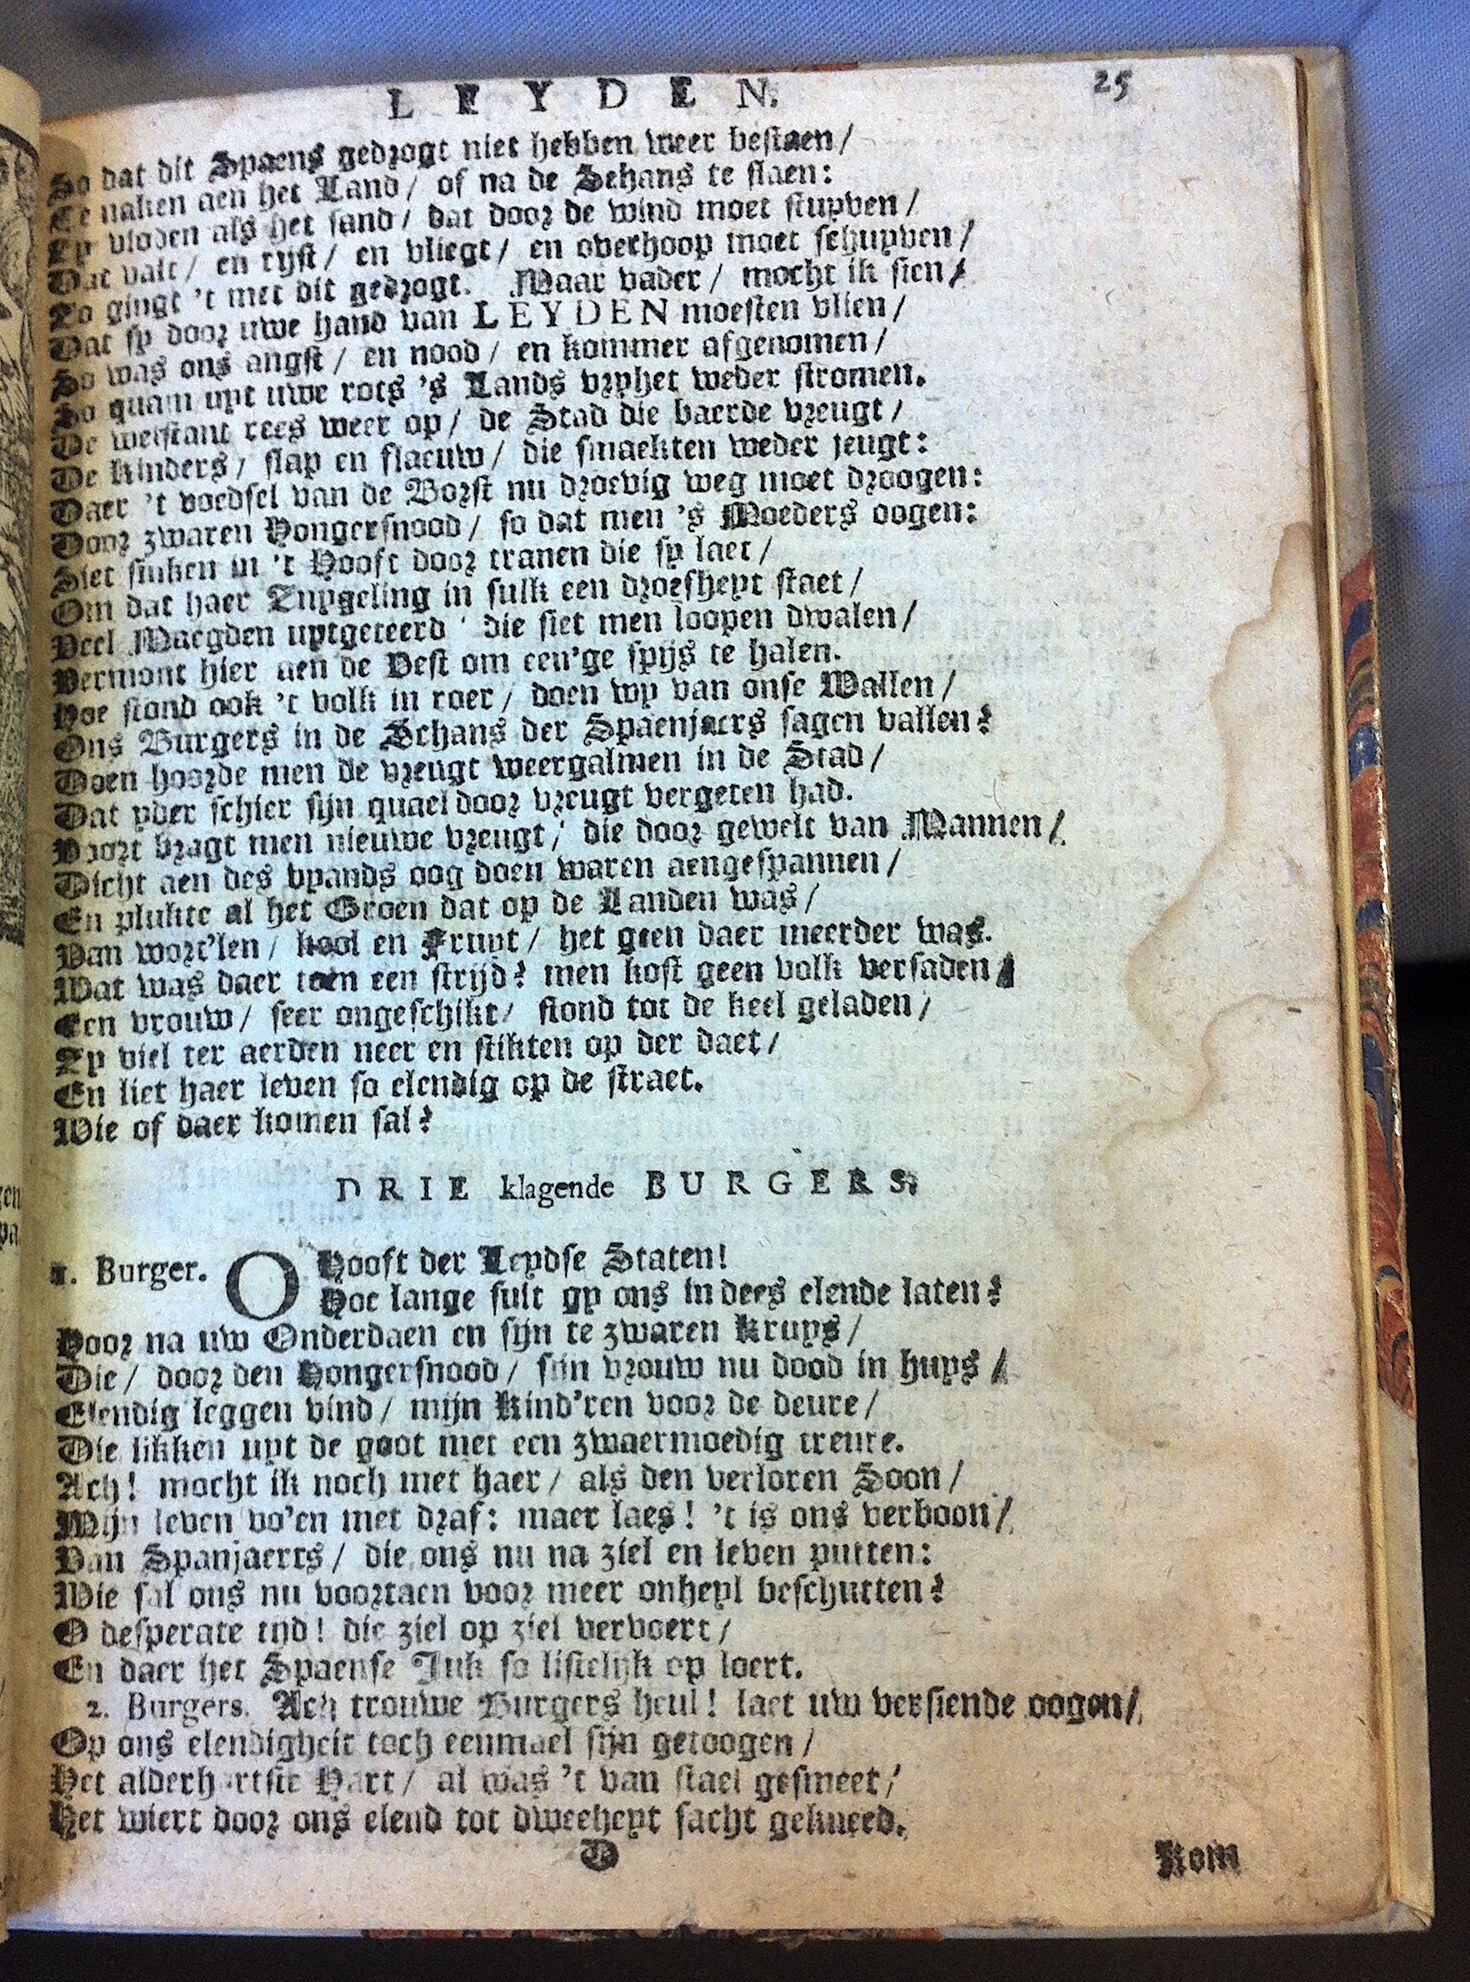 LEYDEN. 25
So dat dit Spaens gedrogt niet hebben weer bestaen/
Te naken aen het Land/ of na de Schans te slaen:
Sy vloden als het sand/ dat door de wind moet stuyven/
Dat valt/ en ryst/ en vliegt/ en overhoop moet schuyven/
So gingt 't met dit gedrogt. Maar vader/ mocht ik sien/
Dat sy door uwe hand van LEYDEN moesten vlien/
So was ons angst/ en nood/ en kommer afgenomen/
So quam uyt uwe rots 's Lands vryhet weder stromen.
De welstant rees weer op/ de Stad die baerde vreugt/
De kinders/ slap en flaeuw/ die smaekten weder jeugt:
Daer 't voedsel van de Borst nu droevig weg moet droogen:
Door zwaren Hongersnood/ so dat men 's Moeders oogen:
Siet sinken in 't Hooft door tranen die sy laet/
Om dat haer Suygeling in sulk een droefheyt staet/
Veel Maegden uytgeteerd die siet men loopen dwalen/
Vermont hier aen de Vest om een'ge spijs te halen.
Hoe stond ook 't volk in roer/ doen wy van onse Wallen/
Ons Burgers in de Schans der Spaenjaers sagen vallen?
Doen hoorde men de vreugt weergalmen in de Stad/
Dat yder schier sijn quael door vreugt vergeten had.
Voort bragt men nieuwe vreugt/ die door gewelt van Mannen/
Dicht aen des vyands oog doen waren aengespannen/
En plukte al het Groen dat op de Landen was/
Van wort'len/ kool en Fruyt/ het geen daer meerder was.
Wat was daer toen een strijd? men kost geen volk versaden/
Een vrouw/ seer ongeschikt/ stond tot de keel geladen/
Sy viel ter aerden neer en stikten op der daet/
En liet haer leven so elendig op de straet.
Wie of daer komen sal?
DRIE klagende BURGERS.
1. Burger. O Hooft der Leydse Staten!
Hoe lange sult gy ons in dees elende laten?
Hoor na uw Onderdaen en sijn te zwaren Kruys/
Die/ door den Hongersnood/ sijn vrouw nu dood in huys/
Elendig leggen vind/ mijn Kind'ren voor de deure/
Die likken uyt de goot met een zwaermoedig treure.
Ach! mocht ik noch met haer/ als den verloren Soon/
Mijn leven vo'en met draf: maer laes! 't is ons verboon/
Van Spanjaerts/ die ons nu na ziel en leven putten:
Wie sal ons nu voortaen voor meer onheyl beschutten?
O desperate tyd! die ziel op ziel vervoert/
En daer het Spaense Juk so listelijk op loert.
2. Burgers. Ach trouwe Burgers heul! laet uw versiende oogen/
Op ons elendigheit toch eenmael sijn getoogen/
Het alderhartste Hart/ al was 't van stael gesmeet/
Het wiert door ons elend tot dweeheyt sacht gekneed.
D Kom